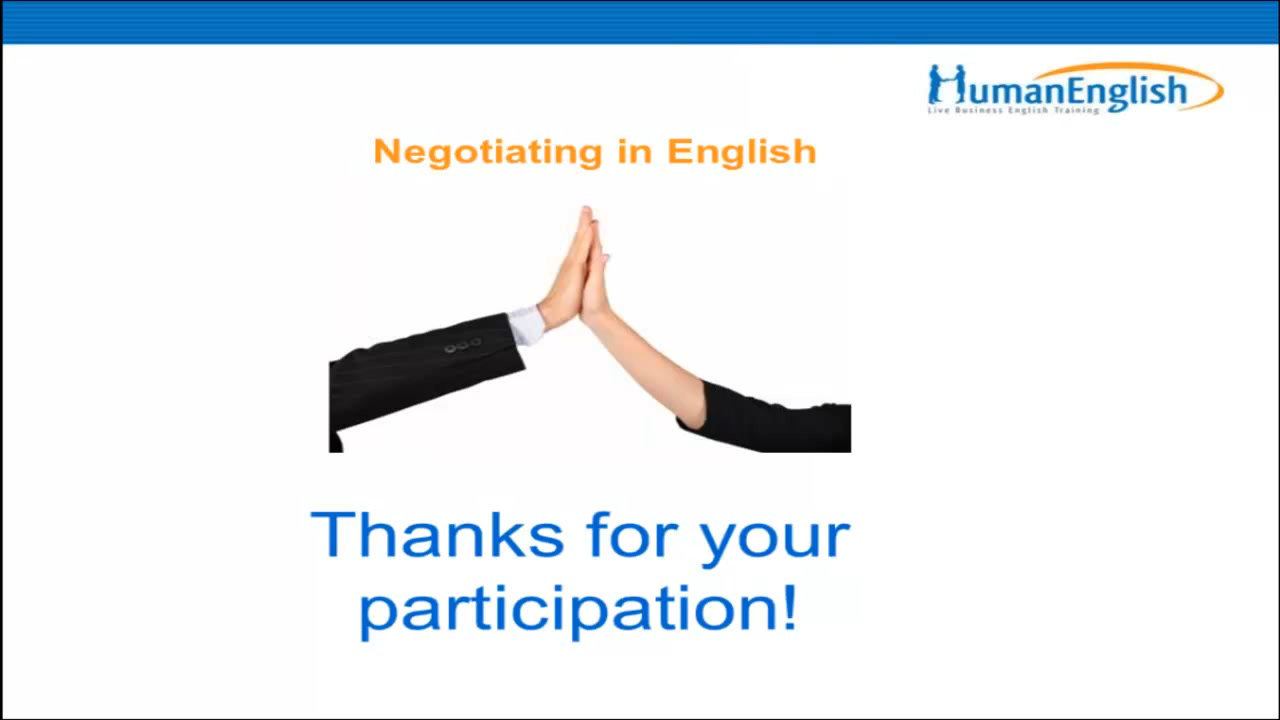 HumanEnglish
Live Business English Training
Negotiating in English
Thanks for your
participation!